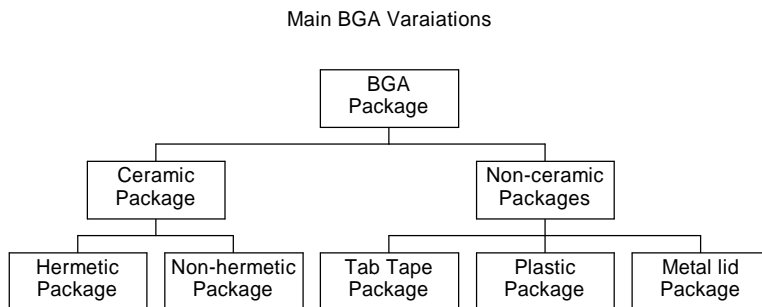 Main BGA Varaiations
BGA
Package
Ceramic
Package
Non-ceramic
Packages
Hermetic
Package
Non-hermetic
Package
Tab Tape
Package
Plastic
Package
Metal lid
Package